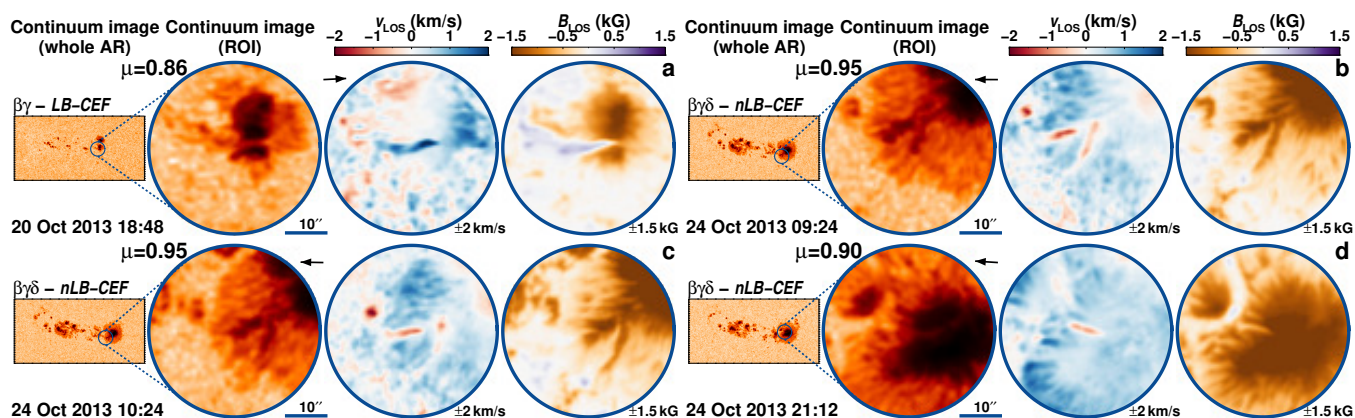 Continuum image
(whole AR)
Continuum image
(ROI)
vLOS (km/s)
−2 −1 0 1 2
BLOS (kG)
−1.5 −0.5 0.5 1.5
Continuum image
(whole AR)
Continuum image
(ROI)
vLOS (km/s)
−2 −1 0 1 2
BLOS (kG)
−1.5 −0.5 0.5 1.5
μ=0.86
a
βγ – LB-CEF
20 Oct 2013 18:48
10″
±2 km/s
±1.5 kG
μ=0.95
b
βγδ – nLB-CEF
24 Oct 2013 09:24
10″
±2 km/s
±1.5 kG
μ=0.95
c
βγδ – nLB-CEF
24 Oct 2013 10:24
10″
±2 km/s
±1.5 kG
μ=0.90
d
βγδ – nLB-CEF
24 Oct 2013 21:12
10″
±2 km/s
±1.5 kG